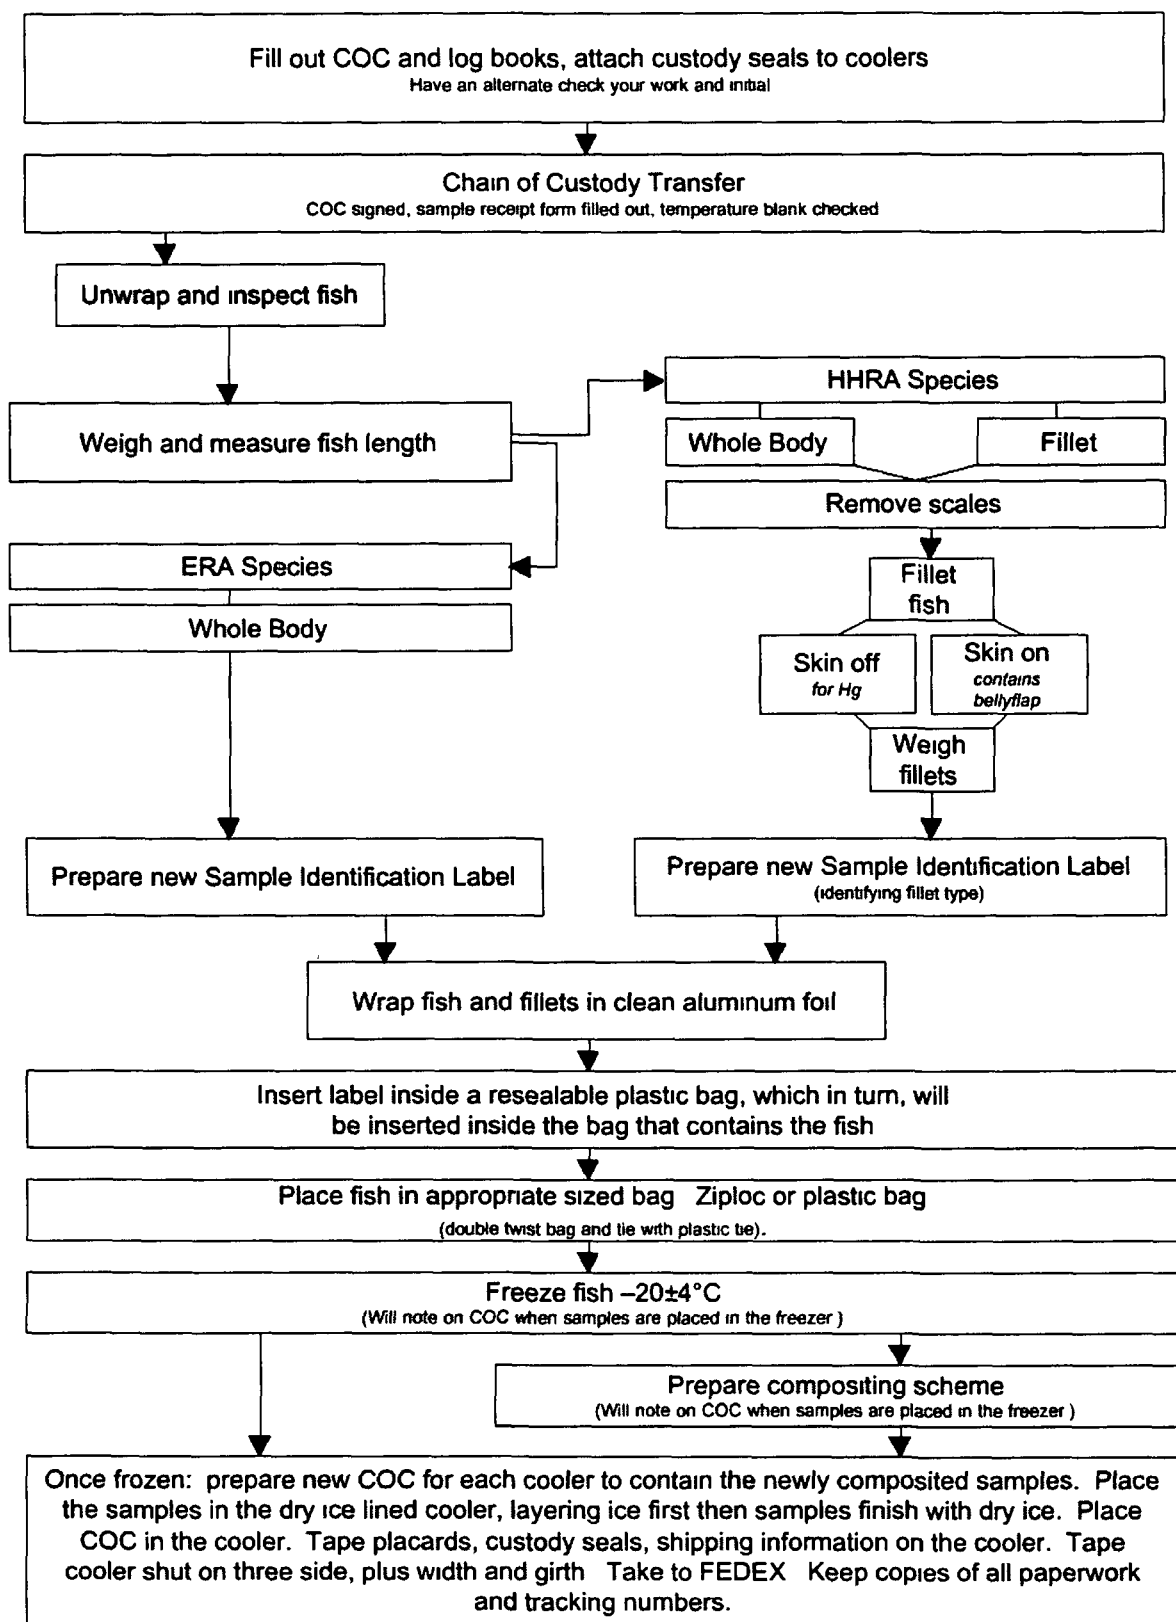 Fill out COC and log books, attach custody seals to coolers
Have an alternate check your work and initial
Chain of Custody Transfer
COC signed, sample receipt form filled out, temperature blank checked
Unwrap and inspect fish
HHRA Species
Weigh and measure fish length
Whole Body
Fillet
Remove scales
ERA Species
Whole Body
Fillet
fish
Skin off
for Hg
Skin on
contains
bellyflap
Weigh
fillets
Prepare new Sample Identification Label
Prepare new Sample Identification Label
(identifying fillet type)
Wrap fish and fillets in clean aluminum foil
Insert label inside a resealable plastic bag, which in turn, will
be inserted inside the bag that contains the fish
Place fish in appropriate sized bag Ziploc or plastic bag
(double twist bag and tie with plastic tie).
Freeze fish –20±4°C
(Will note on COC when samples are placed in the freezer )
Prepare compositing scheme
(Will note on COC when samples are placed in the freezer )
Once frozen: prepare new COC for each cooler to contain the newly composited samples. Place
the samples in the dry ice lined cooler, layering ice first then samples finish with dry ice. Place
COC in the cooler. Tape placards, custody seals, shipping information on the cooler. Tape
cooler shut on three side, plus width and girth Take to FEDEX Keep copies of all paperwork
and tracking numbers.